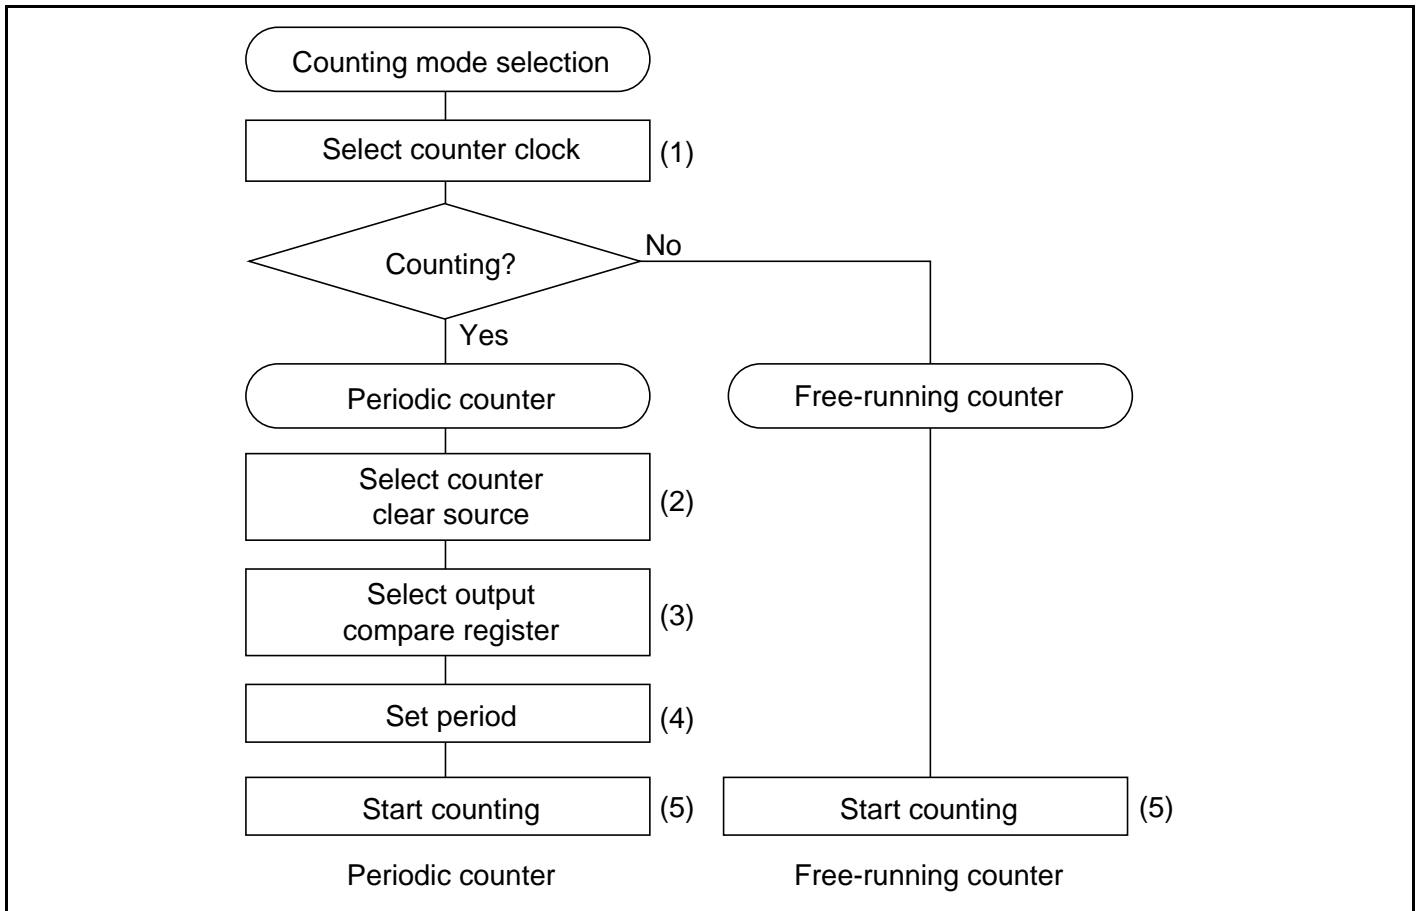 Counting mode selection
Select counter clock
(1)
Counting?
No
Yes
Periodic counter
Free-running counter
Select counter
clear source
(2)
Select output
compare register
(3)
Set period
(4)
Start counting
(5)
Start counting
(5)
Periodic counter
Free-running counter